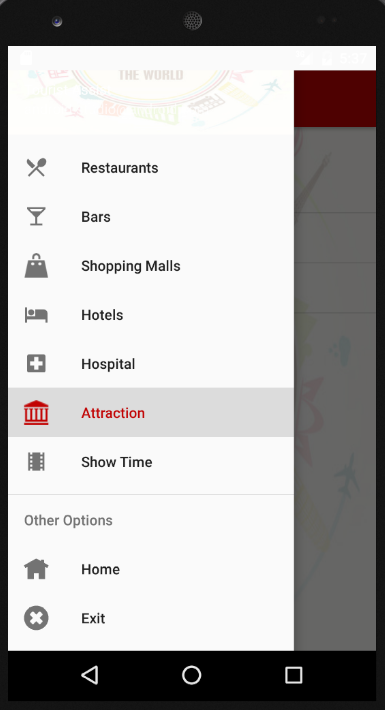 THE WORLD
Restaurants
Bars
Shopping Malls
Hotels
Hospital
Attraction
Show Time
Other Options
Home
Exit